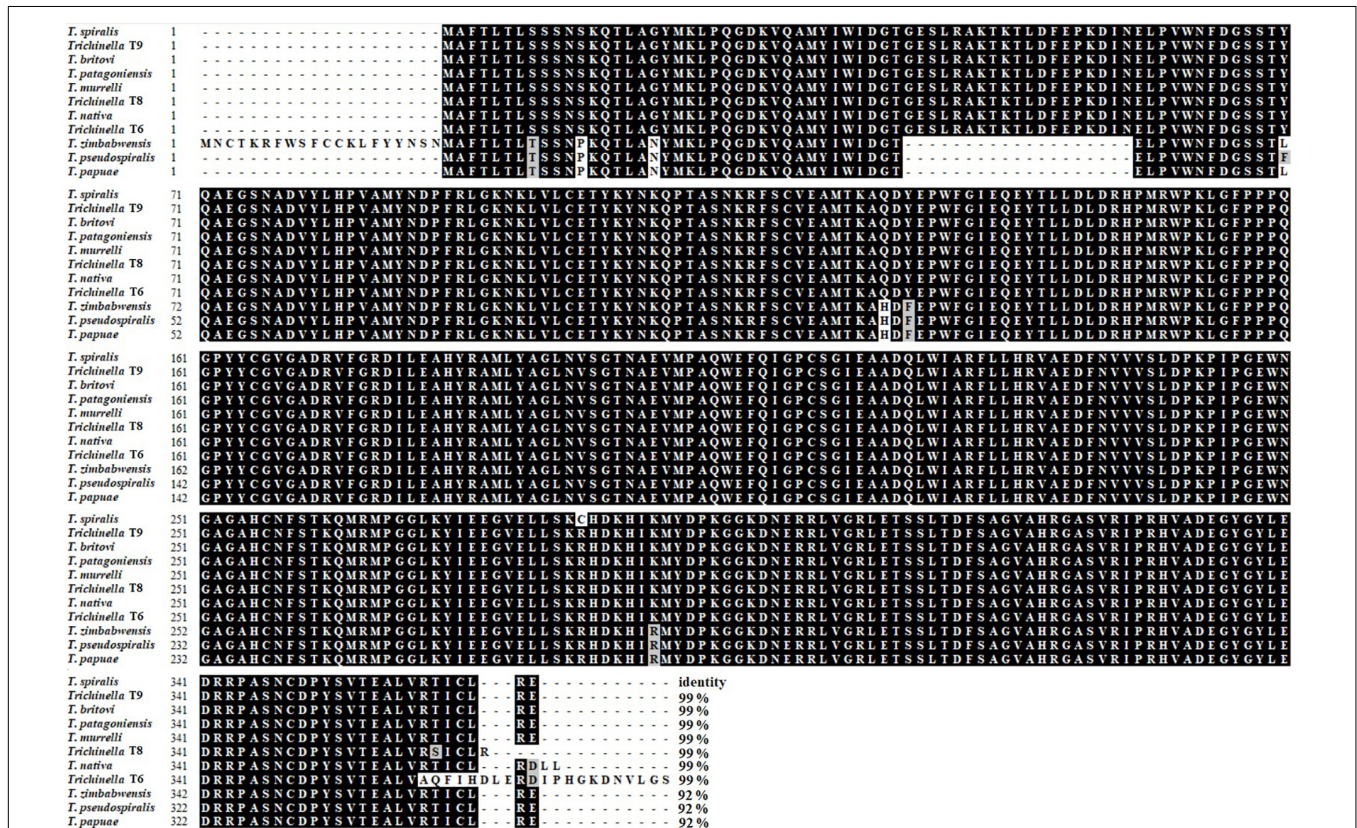 T. spiralis 1 --------------------MAFTLTLSSSNSKQTLAGYMKLPQGDKVQAMYIWIDGTGESLRAKTKTLDFEPKDINELPVWNFDGSSTY
Trichinella T9 1 --------------------MAFTLTLSSSNSKQTLAGYMKLPQGDKVQAMYIWIDGTGESLRAKTKTLDFEPKDINELPVWNFDGSSTY
T. britovi 1 --------------------MAFTLTLSSSNSKQTLAGYMKLPQGDKVQAMYIWIDGTGESLRAKTKTLDFEPKDINELPVWNFDGSSTY
T. patagoniensis 1 --------------------MAFTLTLSSSNSKQTLAGYMKLPQGDKVQAMYIWIDGTGESLRAKTKTLDFEPKDINELPVWNFDGSSTY
T. murrelli 1 --------------------MAFTLTLSSSNSKQTLAGYMKLPQGDKVQAMYIWIDGTGESLRAKTKTLDFEPKDINELPVWNFDGSSTY
Trichinella T8 1 --------------------MAFTLTLSSSNSKQTLAGYMKLPQGDKVQAMYIWIDGTGESLRAKTKTLDFEPKDINELPVWNFDGSSTY
T. nativa 1 --------------------MAFTLTLSSSNSKQTLAGYMKLPQGDKVQAMYIWIDGTGESLRAKTKTLDFEPKDINELPVWNFDGSSTY
Trichinella T6 1 --------------------MAFTLTLSSSNSKQTLAGYMKLPQGDKVQAMYIWIDGTGESLRAKTKTLDFEPKDINELPVWNFDGSSTY
T. zimbabwensis 1 MNCTKRFWSFCCKLFYYNSNMAFTLTLTSSNPKQTLANYMKLPQGDKVQAMYIWIDGT-------------------ELPVWNFDGSSTL
T. pseudospiralis 1 --------------------MAFTLTLTSSNPKQTLANYMKLPQGDKVQAMYIWIDGT-------------------ELPVWNFDGSSTF
T. papuae 1 --------------------MAFTLTLTSSNPKQTLANYMKLPQGDKVQAMYIWIDGT-------------------ELPVWNFDGSSTL
T. spiralis 71 QAEGSNADVYLHPVAMYNDPFRLGKNKLVLCETYKYNKQPTASNKRFSCVEAMTKAQDYEPWFGIEQEYTLLDLDRHPMRWPKLGFPPPQ
Trichinella T9 71 QAEGSNADVYLHPVAMYNDPFRLGKNKLVLCETYKYNKQPTASNKRFSCVEAMTKAQDYEPWFGIEQEYTLLDLDRHPMRWPKLGFPPPQ
T. britovi 71 QAEGSNADVYLHPVAMYNDPFRLGKNKLVLCETYKYNKQPTASNKRFSCVEAMTKAQDYEPWFGIEQEYTLLDLDRHPMRWPKLGFPPPQ
T. patagoniensis 71 QAEGSNADVYLHPVAMYNDPFRLGKNKLVLCETYKYNKQPTASNKRFSCVEAMTKAQDYEPWFGIEQEYTLLDLDRHPMRWPKLGFPPPQ
T. murrelli 71 QAEGSNADVYLHPVAMYNDPFRLGKNKLVLCETYKYNKQPTASNKRFSCVEAMTKAQDYEPWFGIEQEYTLLDLDRHPMRWPKLGFPPPQ
Trichinella T8 71 QAEGSNADVYLHPVAMYNDPFRLGKNKLVLCETYKYNKQPTASNKRFSCVEAMTKAQDYEPWFGIEQEYTLLDLDRHPMRWPKLGFPPPQ
T. nativa 71 QAEGSNADVYLHPVAMYNDPFRLGKNKLVLCETYKYNKQPTASNKRFSCVEAMTKAQDYEPWFGIEQEYTLLDLDRHPMRWPKLGFPPPQ
Trichinella T6 71 QAEGSNADVYLHPVAMYNDPFRLGKNKLVLCETYKYNKQPTASNKRFSCVEAMTKAQDYEPWFGIEQEYTLLDLDRHPMRWPKLGFPPPQ
T. zimbabwensis 72 QAEGSNADVYLHPVAMYNDPFRLGKNKLVLCETYKYNKQPTASNKRFSCVEAMTKAHDFEPWFGIEQEYTLLDLDRHPMRWPKLGFPPPQ
T. pseudospiralis 52 QAEGSNADVYLHPVAMYNDPFRLGKNKLVLCETYKYNKQPTASNKRFSCVEAMTKAHDFEPWFGIEQEYTLLDLDRHPMRWPKLGFPPPQ
T. papuae 52 QAEGSNADVYLHPVAMYNDPFRLGKNKLVLCETYKYNKQPTASNKRFSCVEAMTKAHDFEPWFGIEQEYTLLDLDRHPMRWPKLGFPPPQ
T. spiralis 161 GPYYCGVGADRVFGRDILEAHYRAMLYAGLNVSGTNAEVMPAQWEFQIGPCSGIEAADQLWIARFLLHRVAEDFNVVVSLDPKPIPGEWN
Trichinella T9 161 GPYYCGVGADRVFGRDILEAHYRAMLYAGLNVSGTNAEVMPAQWEFQIGPCSGIEAADQLWIARFLLHRVAEDFNVVVSLDPKPIPGEWN
T. britovi 161 GPYYCGVGADRVFGRDILEAHYRAMLYAGLNVSGTNAEVMPAQWEFQIGPCSGIEAADQLWIARFLLHRVAEDFNVVVSLDPKPIPGEWN
T. patagoniensis 161 GPYYCGVGADRVFGRDILEAHYRAMLYAGLNVSGTNAEVMPAQWEFQIGPCSGIEAADQLWIARFLLHRVAEDFNVVVSLDPKPIPGEWN
T. murrelli 161 GPYYCGVGADRVFGRDILEAHYRAMLYAGLNVSGTNAEVMPAQWEFQIGPCSGIEAADQLWIARFLLHRVAEDFNVVVSLDPKPIPGEWN
Trichinella T8 161 GPYYCGVGADRVFGRDILEAHYRAMLYAGLNVSGTNAEVMPAQWEFQIGPCSGIEAADQLWIARFLLHRVAEDFNVVVSLDPKPIPGEWN
T. nativa 161 GPYYCGVGADRVFGRDILEAHYRAMLYAGLNVSGTNAEVMPAQWEFQIGPCSGIEAADQLWIARFLLHRVAEDFNVVVSLDPKPIPGEWN
Trichinella T6 161 GPYYCGVGADRVFGRDILEAHYRAMLYAGLNVSGTNAEVMPAQWEFQIGPCSGIEAADQLWIARFLLHRVAEDFNVVVSLDPKPIPGEWN
T. zimbabwensis 162 GPYYCGVGADRVFGRDILEAHYRAMLYAGLNVSGTNAEVMPAQWEFQIGPCSGIEAADQLWIARFLLHRVAEDFNVVVSLDPKPIPGEWN
T. pseudospiralis 142 GPYYCGVGADRVFGRDILEAHYRAMLYAGLNVSGTNAEVMPAQWEFQIGPCSGIEAADQLWIARFLLHRVAEDFNVVVSLDPKPIPGEWN
T. papuae 142 GPYYCGVGADRVFGRDILEAHYRAMLYAGLNVSGTNAEVMPAQWEFQIGPCSGIEAADQLWIARFLLHRVAEDFNVVVSLDPKPIPGEWN
T. spiralis 251 GAGAHCNFSTKQMRMPGGLKYIEEGVELLSKCHDKHIKMYDPKGGKDNERRLVGRLETSSLTDFSAGVAHRGASVRIPRHVADEGYGYLE
Trichinella T9 251 GAGAHCNFSTKQMRMPGGLKYIEEGVELLSKRHDKHIKMYDPKGGKDNERRLVGRLETSSLTDFSAGVAHRGASVRIPRHVADEGYGYLE
T. britovi 251 GAGAHCNFSTKQMRMPGGLKYIEEGVELLSKRHDKHIKMYDPKGGKDNERRLVGRLETSSLTDFSAGVAHRGASVRIPRHVADEGYGYLE
T. patagoniensis 251 GAGAHCNFSTKQMRMPGGLKYIEEGVELLSKRHDKHIKMYDPKGGKDNERRLVGRLETSSLTDFSAGVAHRGASVRIPRHVADEGYGYLE
T. murrelli 251 GAGAHCNFSTKQMRMPGGLKYIEEGVELLSKRHDKHIKMYDPKGGKDNERRLVGRLETSSLTDFSAGVAHRGASVRIPRHVADEGYGYLE
Trichinella T8 251 GAGAHCNFSTKQMRMPGGLKYIEEGVELLSKRHDKHIKMYDPKGGKDNERRLVGRLETSSLTDFSAGVAHRGASVRIPRHVADEGYGYLE
T. nativa 251 GAGAHCNFSTKQMRMPGGLKYIEEGVELLSKRHDKHIKMYDPKGGKDNERRLVGRLETSSLTDFSAGVAHRGASVRIPRHVADEGYGYLE
Trichinella T6 251 GAGAHCNFSTKQMRMPGGLKYIEEGVELLSKRHDKHIKMYDPKGGKDNERRLVGRLETSSLTDFSAGVAHRGASVRIPRHVADEGYGYLE
T. zimbabwensis 252 GAGAHCNFSTKQMRMPGGLKYIEEGVELLSKRHDKHIRMYDPKGGKDNERRLVGRLETSSLTDFSAGVAHRGASVRIPRHVADEGYGYLE
T. pseudospiralis 232 GAGAHCNFSTKQMRMPGGLKYIEEGVELLSKRHDKHIRMYDPKGGKDNERRLVGRLETSSLTDFSAGVAHRGASVRIPRHVADEGYGYLE
T. papuae 232 GAGAHCNFSTKQMRMPGGLKYIEEGVELLSKRHDKHIRMYDPKGGKDNERRLVGRLETSSLTDFSAGVAHRGASVRIPRHVADEGYGYLE
T. spiralis 341 DRRPASNCDPYSVTEALVRTICL---RE----------- identity
Trichinella T9 341 DRRPASNCDPYSVTEALVRTICL---RE----------- 99%
T. britovi 341 DRRPASNCDPYSVTEALVRTICL---RE----------- 99%
T. patagoniensis 341 DRRPASNCDPYSVTEALVRTICL---RE----------- 99%
T. murrelli 341 DRRPASNCDPYSVTEALVRTICL---RE----------- 99%
Trichinella T8 341 DRRPASNCDPYSVTEALVRSICLR--------------- 99%
T. nativa 341 DRRPASNCDPYSVTEALVRTICL---RDLL--------- 99%
Trichinella T6 341 DRRPASNCDPYSVTEALVAQFIHDLERDIPHGKDNVLGS 99%
T. zimbabwensis 342 DRRPASNCDPYSVTEALVRTICL---RE----------- 92%
T. pseudospiralis 322 DRRPASNCDPYSVTEALVRTICL---RE----------- 92%
T. papuae 322 DRRPASNCDPYSVTEALVRTICL---RE----------- 92%